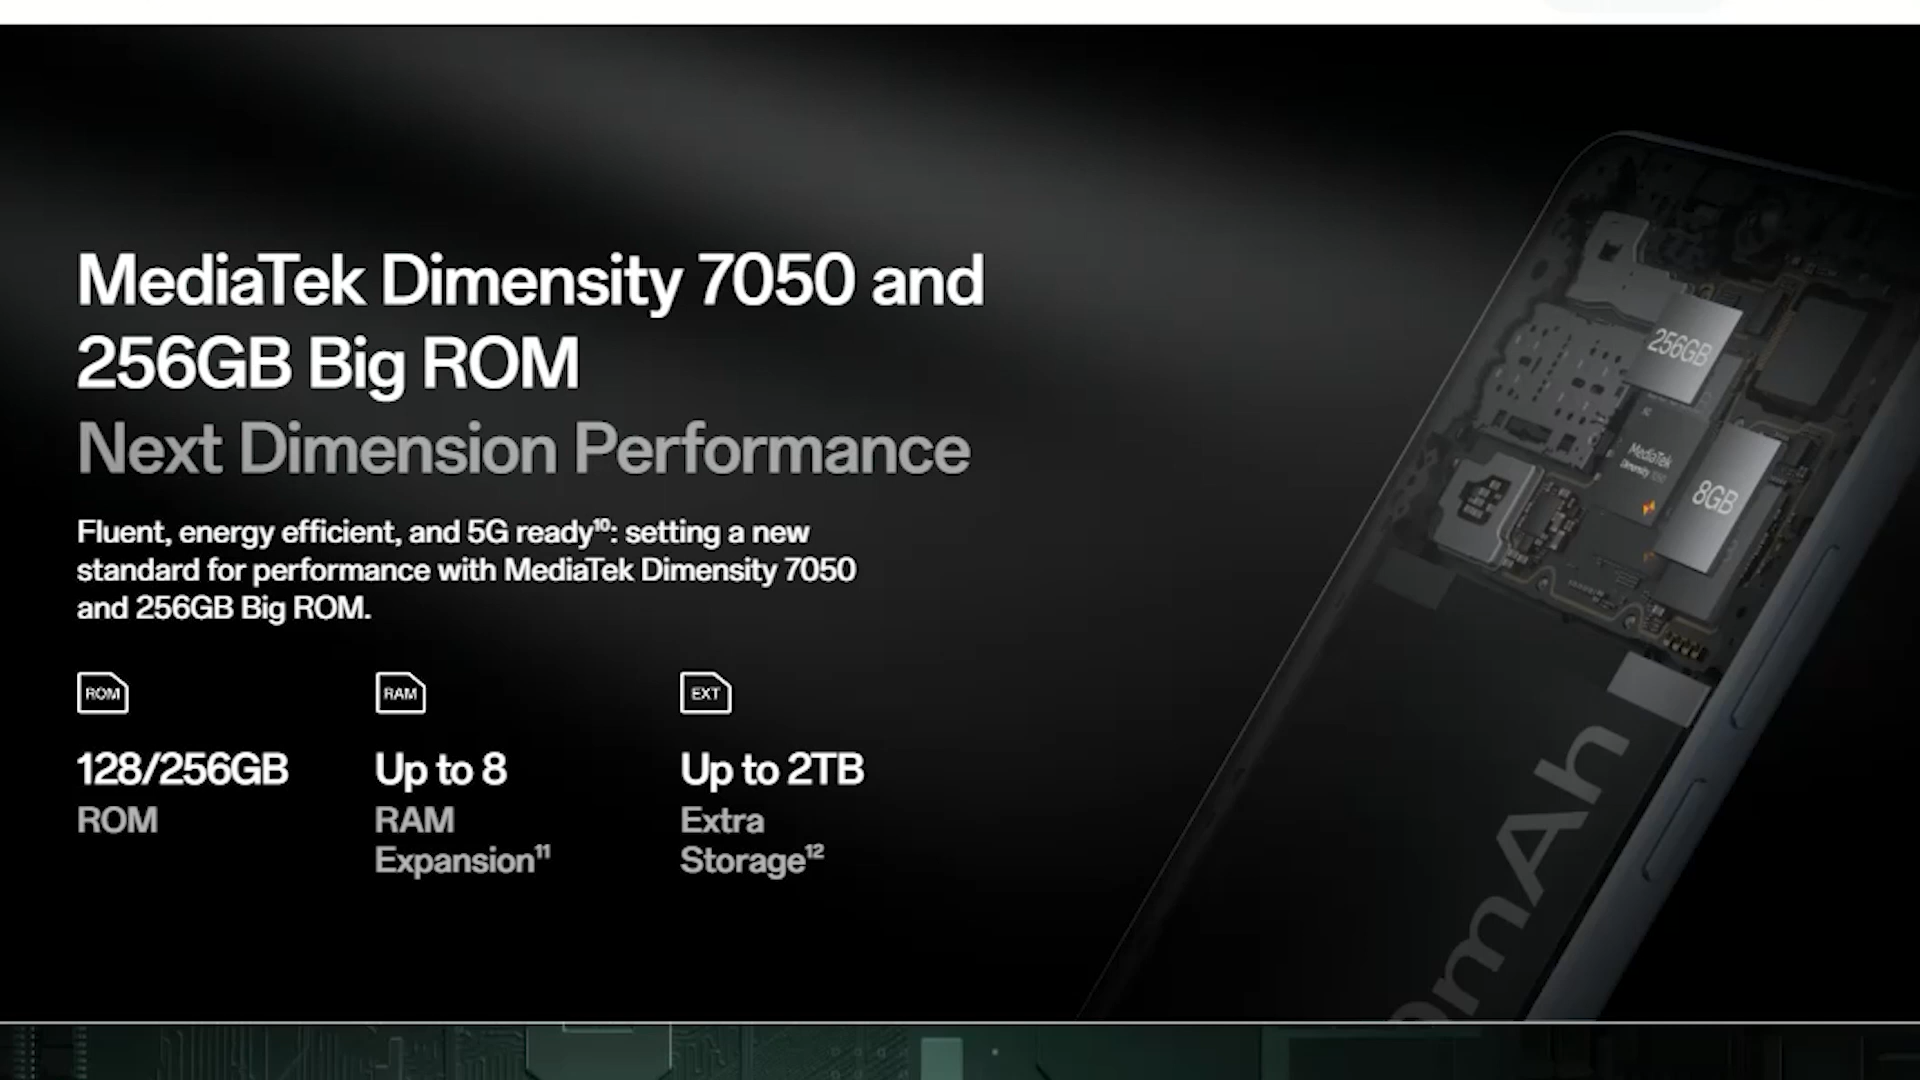 MediaTek Dimensity 7050 and
256GB Big ROM
Next Dimension Performance
Fluent, energy efficient, and 5G ready¹⁰: setting a new
standard for performance with MediaTek Dimensity 7050
and 256GB Big ROM.
ROM
RAM
EXT
128/256GB
ROM
Up to 8
RAM
Expansion¹¹
Up to 2TB
Extra
Storage¹²
256GB
MediaTek
Dimensity 7050
8GB
mAh